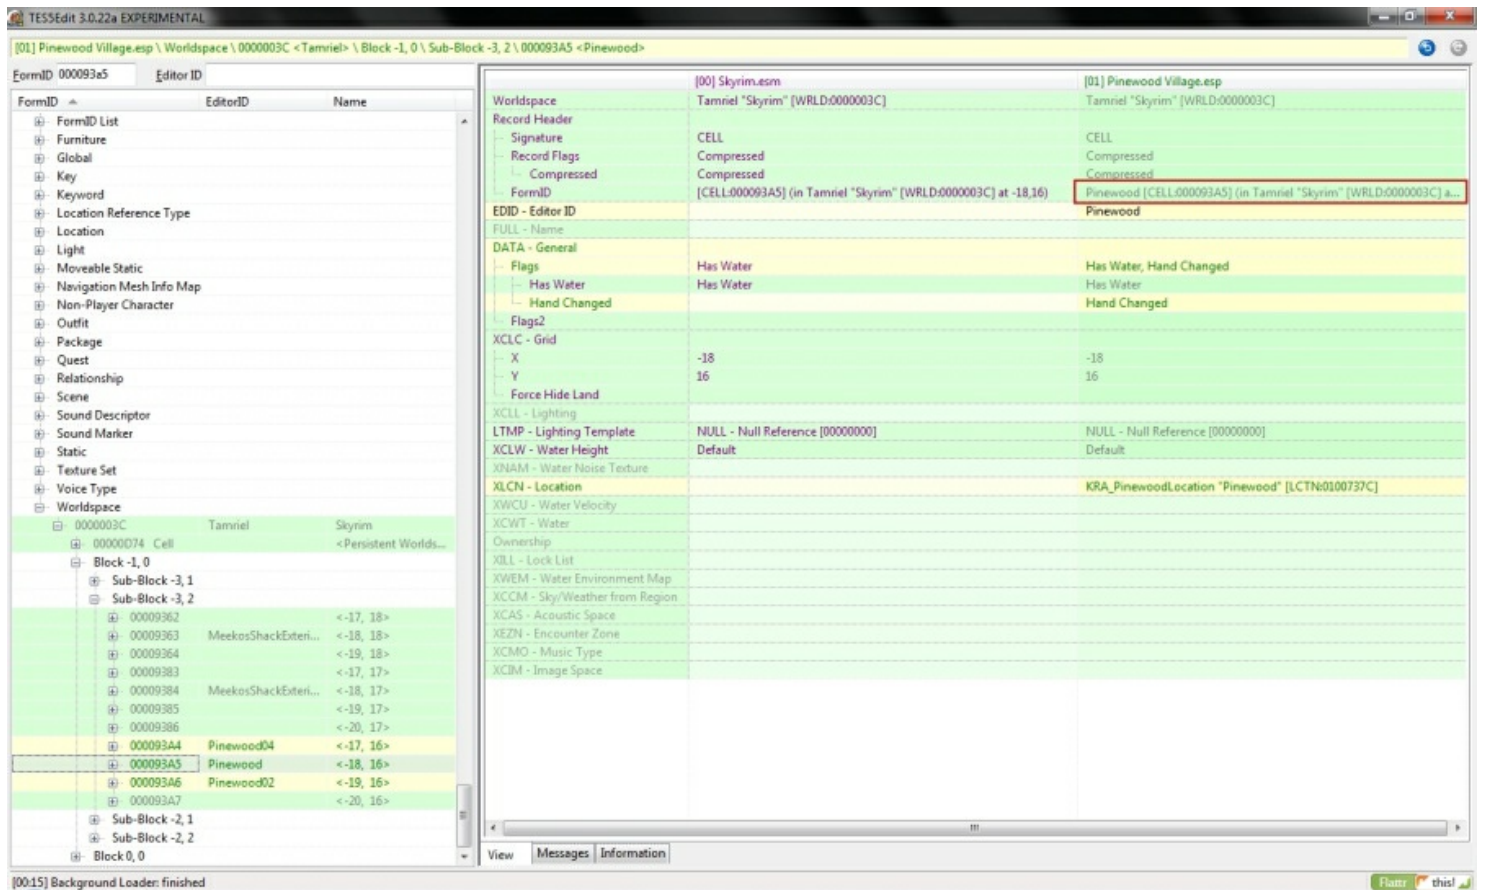 TES5Edit 3.0.22a EXPERIMENTAL
[01] Pinewood Village.esp \ Worldspace \ 0000003C <Tamriel> \ Block -1, 0 \ Sub-Block -3, 2 \ 000093A5 <Pinewood>
FormID 000093a5 Editor ID
FormID EditorID Name
FormID List
Furniture
Global
Key
Keyword
Location Reference Type
Location
Light
Moveable Static
Navigation Mesh Info Map
Non-Player Character
Outfit
Package
Quest
Relationship
Scene
Sound Descriptor
Sound Marker
Static
Texture Set
Voice Type
Worldspace
0000003C Tamriel Skyrim
00000D74 Cell <Persistent Worlds...
Block -1, 0
Sub-Block -3, 1
Sub-Block -3, 2
00009362 <-17, 18>
00009363 MeekosShackExteri... <-18, 18>
00009364 <-19, 18>
00009383 <-17, 17>
00009384 MeekosShackExteri... <-18, 17>
00009385 <-19, 17>
00009386 <-20, 17>
000093A4 Pinewood04 <-17, 16>
000093A5 Pinewood <-18, 16>
000093A6 Pinewood02 <-19, 16>
000093A7 <-20, 16>
Sub-Block -2, 1
Sub-Block -2, 2
Block 0, 0
[00] Skyrim.esm [01] Pinewood Village.esp
Worldspace Tamriel "Skyrim" [WRLD:0000003C] Tamriel "Skyrim" [WRLD:0000003C]
Record Header
Signature CELL CELL
Record Flags Compressed Compressed
Compressed Compressed Compressed
FormID [CELL:000093A5] (in Tamriel "Skyrim" [WRLD:0000003C] at -18,16) Pinewood [CELL:000093A5] (in Tamriel "Skyrim" [WRLD:0000003C] a...
EDID - Editor ID Pinewood
FULL - Name
DATA - General
Flags Has Water Has Water, Hand Changed
Has Water Has Water Has Water
Hand Changed Hand Changed
Flags2
XCLC - Grid
X -18 -18
Y 16 16
Force Hide Land
XCLL - Lighting
LTMP - Lighting Template NULL - Null Reference [00000000] NULL - Null Reference [00000000]
XCLW - Water Height Default Default
XNAM - Water Noise Texture
XLCN - Location KRA_PinewoodLocation "Pinewood" [LCTN:0100737C]
XWCU - Water Velocity
XCWT - Water
Ownership
XILL - Lock List
XWEM - Water Environment Map
XCCM - Sky/Weather from Region
XCAS - Acoustic Space
XEZN - Encounter Zone
XCMO - Music Type
XCIM - Image Space
View Messages Information
[00:15] Background Loader: finished
Flattr this!